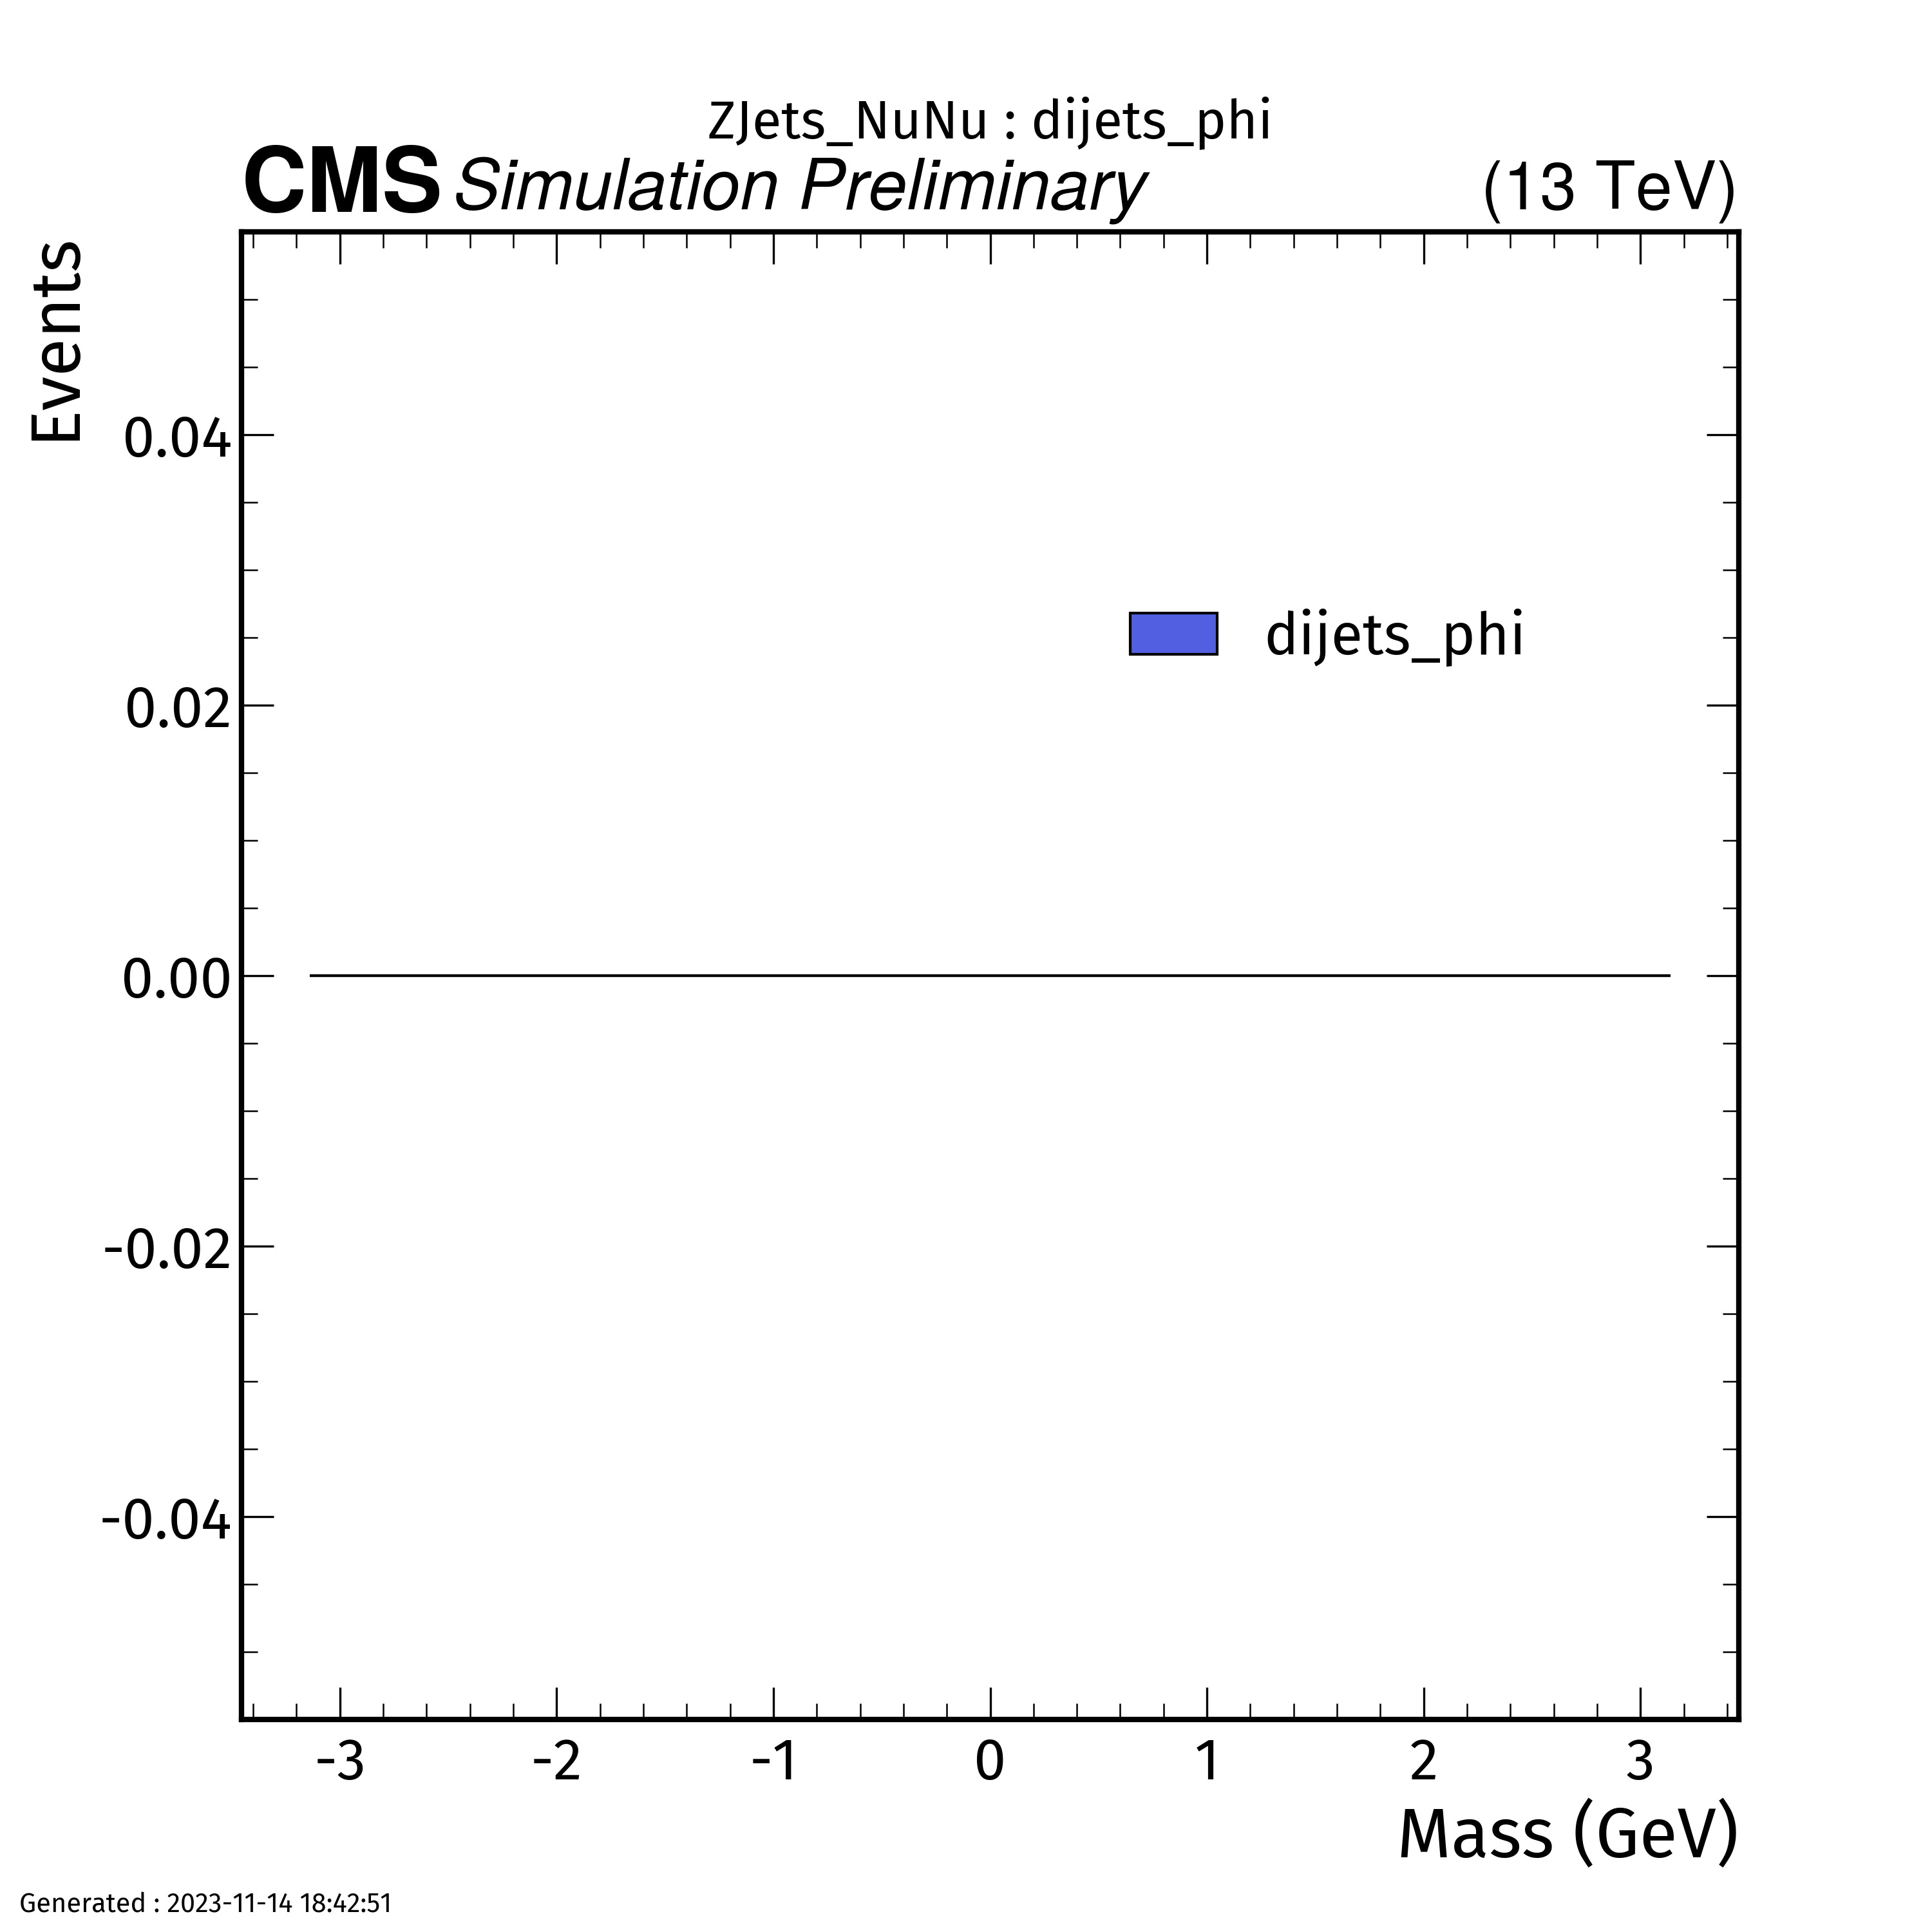 ZJets_NuNu : dijets_phi
CMS Simulation Preliminary (13 TeV)
Events
0.04
dijets_phi
0.02
0.00
-0.02
-0.04
-3 -2 -1 0 1 2 3
Mass (GeV)
Generated : 2023-11-14 18:42:51